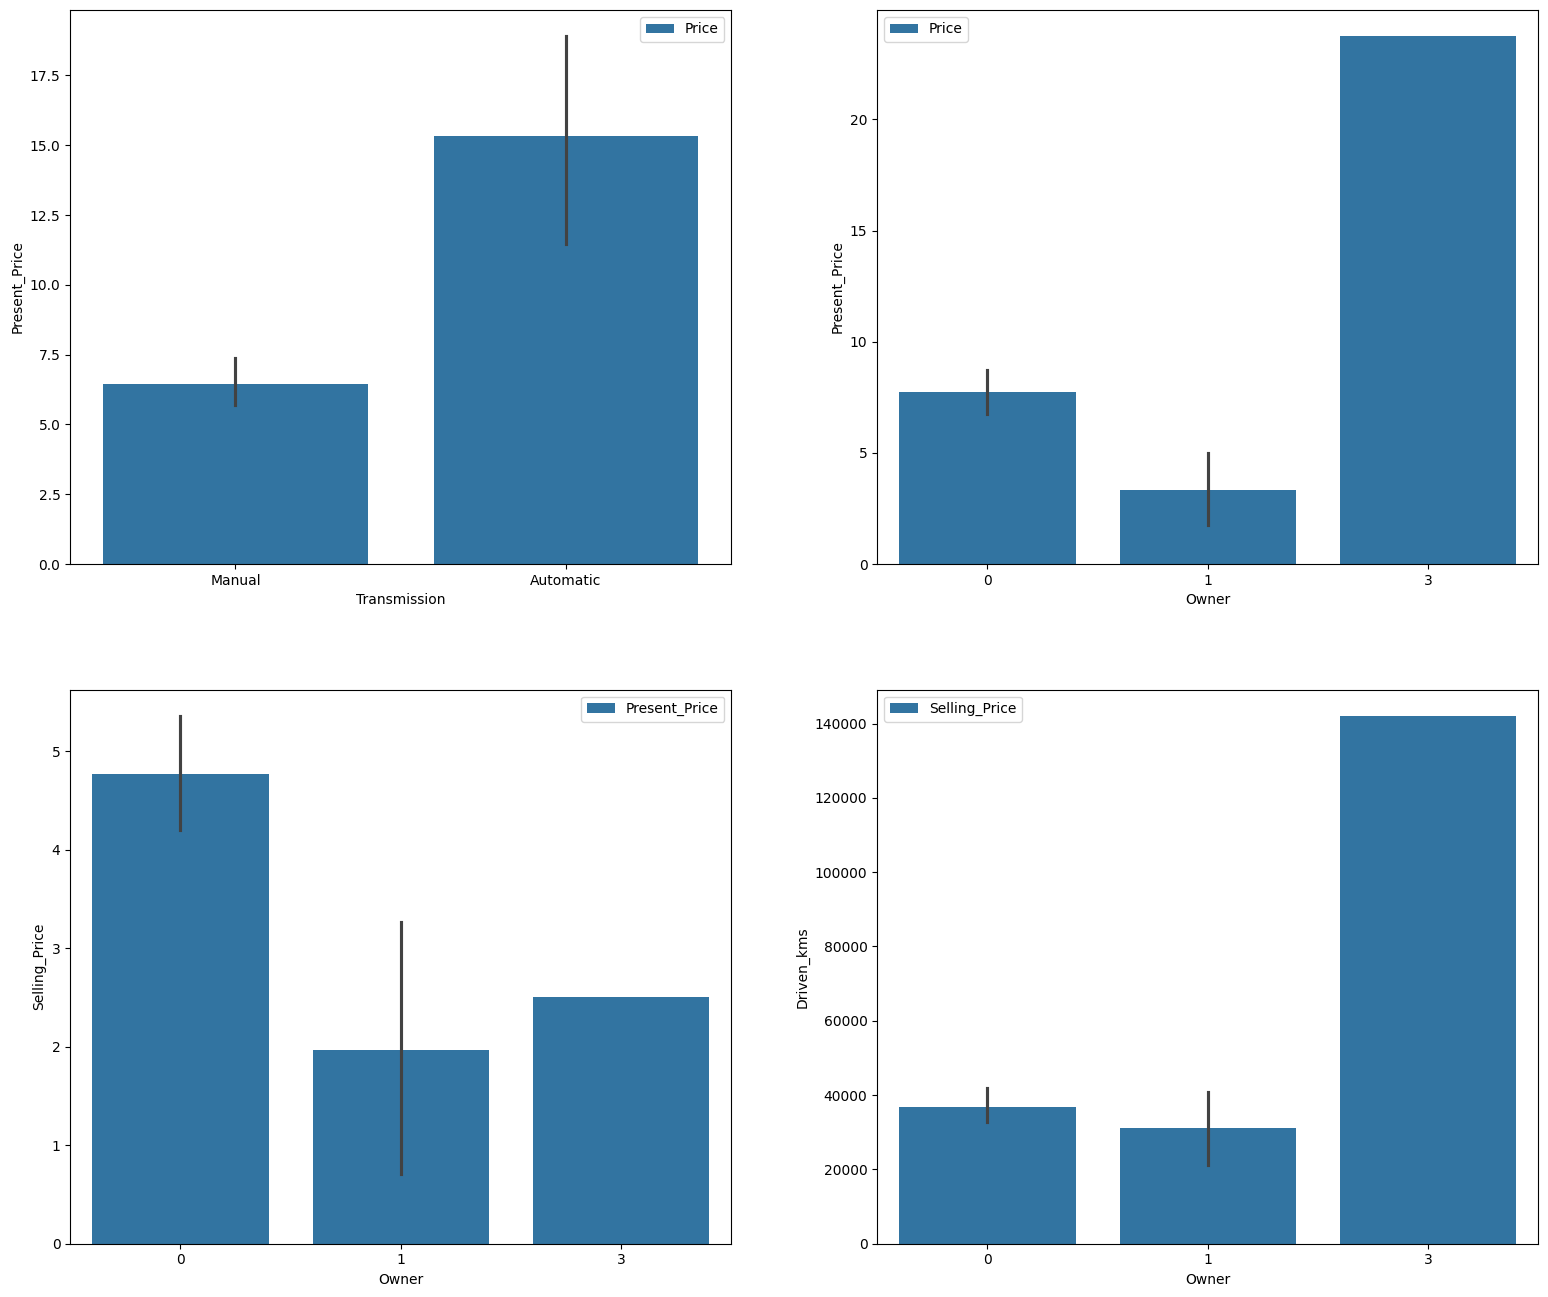 Price
17.5
15.0
12.5
10.0
7.5
5.0
2.5
0.0
Present_Price
Manual
Automatic
Transmission
Price
20
15
10
5
0
Present_Price
0
1
3
Owner
Present_Price
5
4
3
2
1
0
Selling_Price
0
1
3
Owner
Selling_Price
140000
120000
100000
80000
60000
40000
20000
0
Driven_kms
0
1
3
Owner